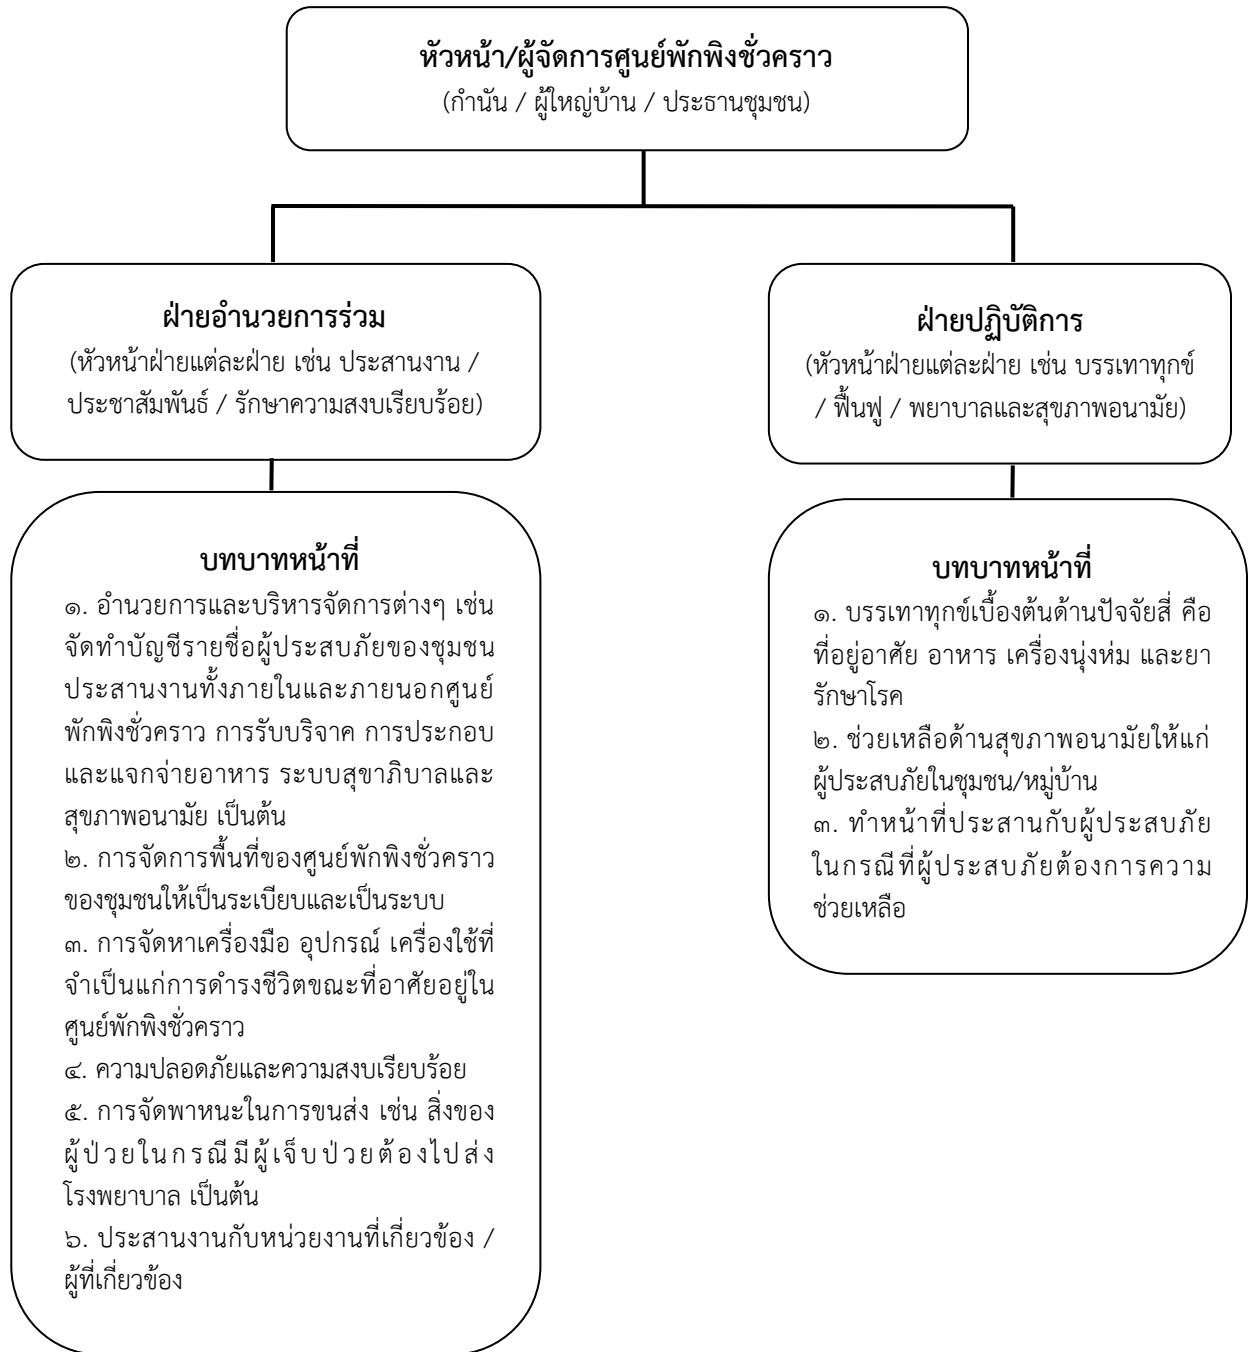 หัวหน้า/ผู้จัดการศูนย์พักพิงชั่วคราว
(กำนัน / ผู้ใหญ่บ้าน / ประธานชุมชน)
ฝ่ายอำนวยการร่วม
(หัวหน้าฝ่ายแต่ละฝ่าย เช่น ประสานงาน /
ประชาสัมพันธ์ / รักษาความสงบเรียบร้อย)
ฝ่ายปฏิบัติการ
(หัวหน้าฝ่ายแต่ละฝ่าย เช่น บรรเทาทุกข์
/ ฟื้นฟู / พยาบาลและสุขภาพอนามัย)
บทบาทหน้าที่
๑. อำนวยการและบริหารจัดการต่างๆ เช่น
จัดทำบัญชีรายชื่อผู้ประสบภัยของชุมชน
ประสานงานทั้งภายในและภายนอกศูนย์
พักพิงชั่วคราว การรับบริจาค การประกอบ
และแจกจ่ายอาหาร ระบบสุขาภิบาลและ
สุขภาพอนามัย เป็นต้น
๒. การจัดการพื้นที่ของศูนย์พักพิงชั่วคราว
ของชุมชนให้เป็นระเบียบและเป็นระบบ
๓. การจัดหาเครื่องมือ อุปกรณ์ เครื่องใช้ที่
จำเป็นแก่การดำรงชีวิตขณะที่อาศัยอยู่ใน
ศูนย์พักพิงชั่วคราว
๔. ความปลอดภัยและความสงบเรียบร้อย
๕. การจัดพาหนะในการขนส่ง เช่น สิ่งของ
ผู้ป่วยในกรณีมีผู้เจ็บป่วยต้องไปส่ง
โรงพยาบาล เป็นต้น
๖. ประสานงานกับหน่วยงานที่เกี่ยวข้อง /
ผู้ที่เกี่ยวข้อง
บทบาทหน้าที่
๑. บรรเทาทุกข์เบื้องต้นด้านปัจจัยสี่ คือ
ที่อยู่อาศัย อาหาร เครื่องนุ่งห่ม และยา
รักษาโรค
๒. ช่วยเหลือด้านสุขภาพอนามัยให้แก่
ผู้ประสบภัยในชุมชน/หมู่บ้าน
๓. ทำหน้าที่ประสานกับผู้ประสบภัย
ในกรณีที่ผู้ประสบภัยต้องการความ
ช่วยเหลือ